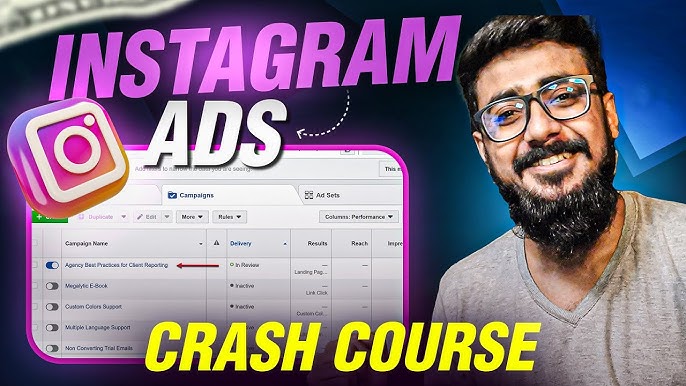 INSTAGRAM
ADS
This m
Campaigns
Ad Sets
Duplicate
Edit
More
Rules
Columns: Performance
Campaign Name
Delivery
Results
Reach
Impre
Agency Best Practices for Client Reporting
In Review
—
—
Landing Pag...
Megalytic E-Book
Inactive
—
—
Link Click
Custom Colors Support
Inactive
—
—
Custom Col...
Multiple Language Support
Inactive
Non Converting Trial Emails
CRASH COURSE